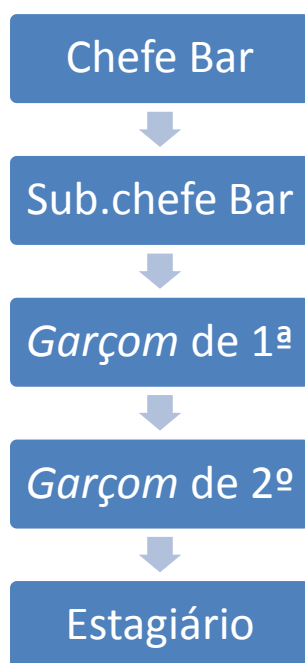 Chefe Bar
Sub.chefe Bar
Garçom de 1ª
Garçom de 2º
Estagiário